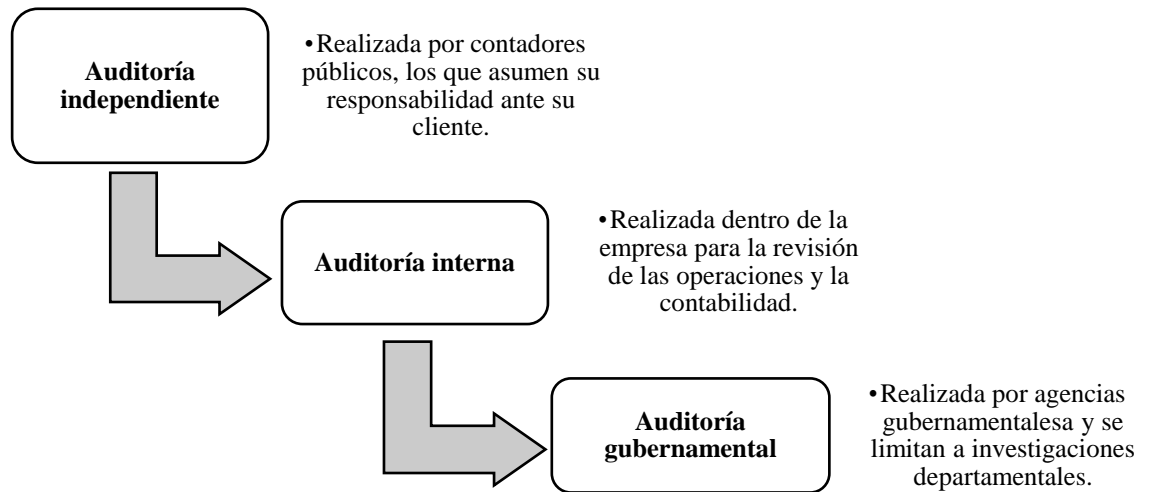 Auditoría
independiente
•Realizada por contadores
públicos, los que asumen su
responsabilidad ante su
cliente.
Auditoría interna
•Realizada dentro de la
empresa para la revisión
de las operaciones y la
contabilidad.
Auditoría
gubernamental
•Realizada por agencias
gubernamentalesa y se
limitan a investigaciones
departamentales.